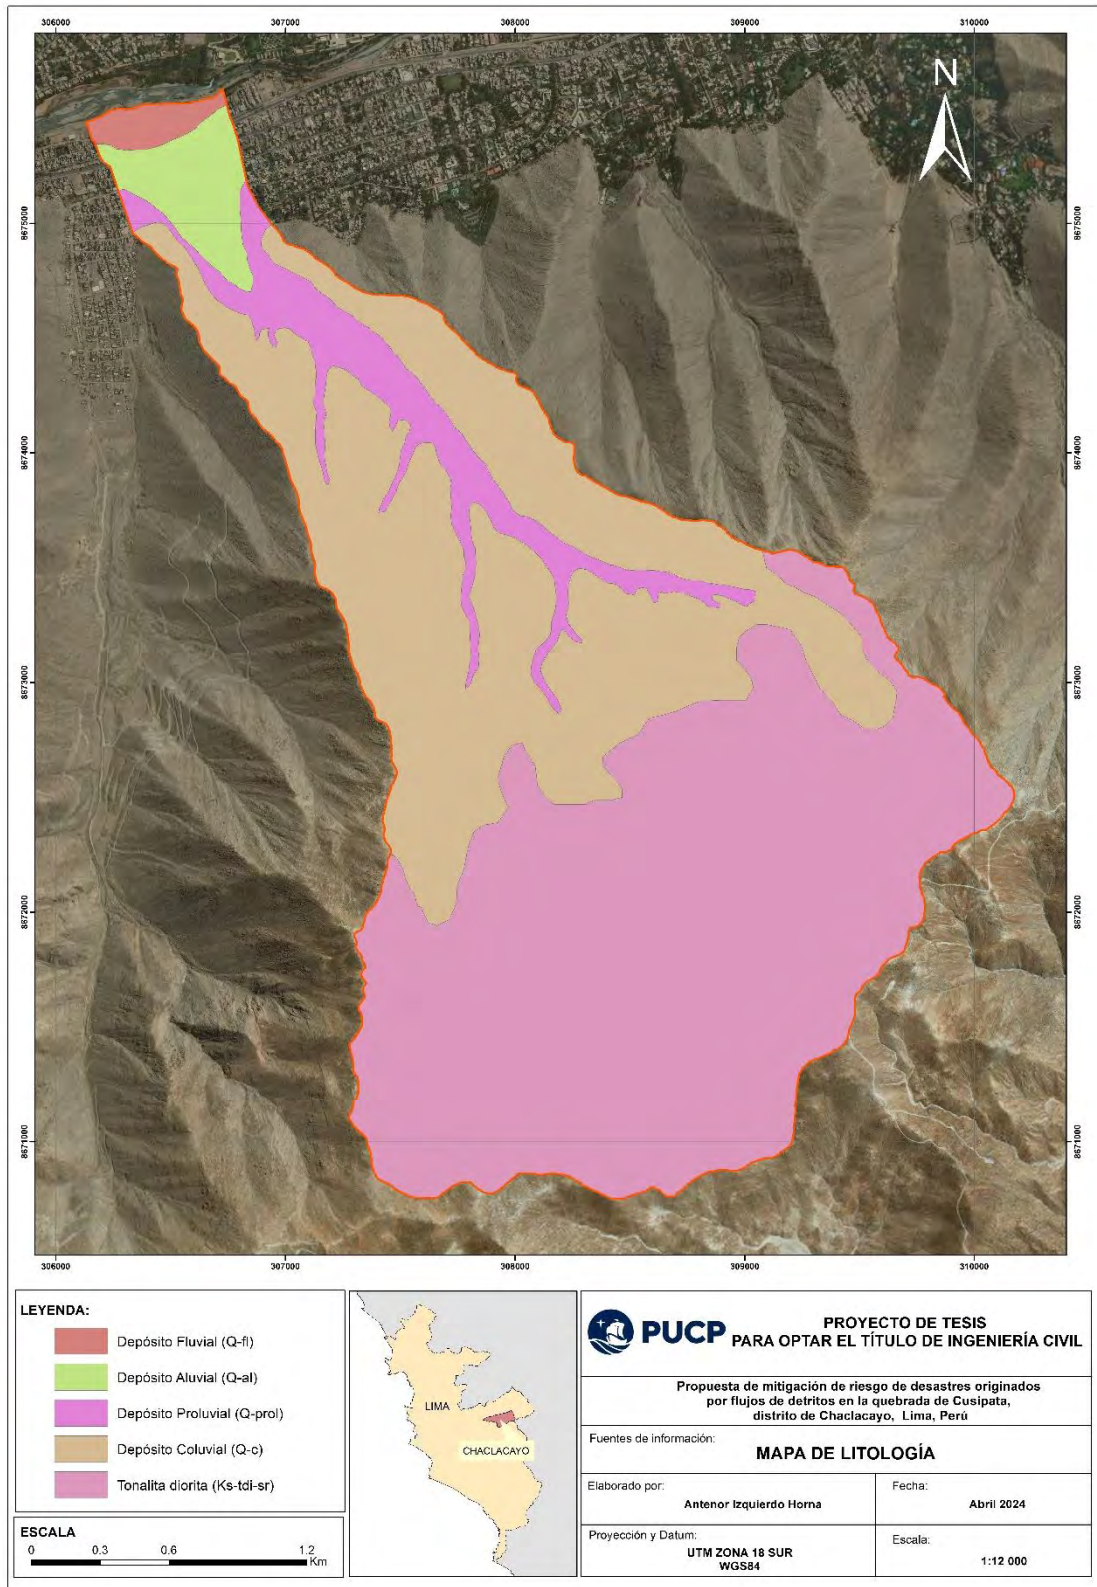 306000 307000 308000 309000 310000
N
8675000 8675000
8674000 8674000
8673000 8673000
8672000 8672000
8671000 8671000
306000 307000 308000 309000 310000
LEYENDA:
Depósito Fluvial (Q-fl)
Depósito Aluvial (Q-al)
Depósito Proluvial (Q-prol)
Depósito Coluvial (Q-c)
Tonalita diorita (Ks-tdi-sr)
ESCALA
0 0.3 0.6 1.2
Km
LIMA
CHACLACAYO
PUCP
PROYECTO DE TESIS
PARA OPTAR EL TÍTULO DE INGENIERÍA CIVIL
Propuesta de mitigación de riesgo de desastres originados
por flujos de detritos en la quebrada de Cusipata,
distrito de Chaclacayo, Lima, Perú
Fuentes de información:
MAPA DE LITOLOGÍA
Elaborado por:
Antenor Izquierdo Horna
Fecha:
Abril 2024
Proyección y Datum:
UTM ZONA 18 SUR
WGS84
Escala:
1:12 000